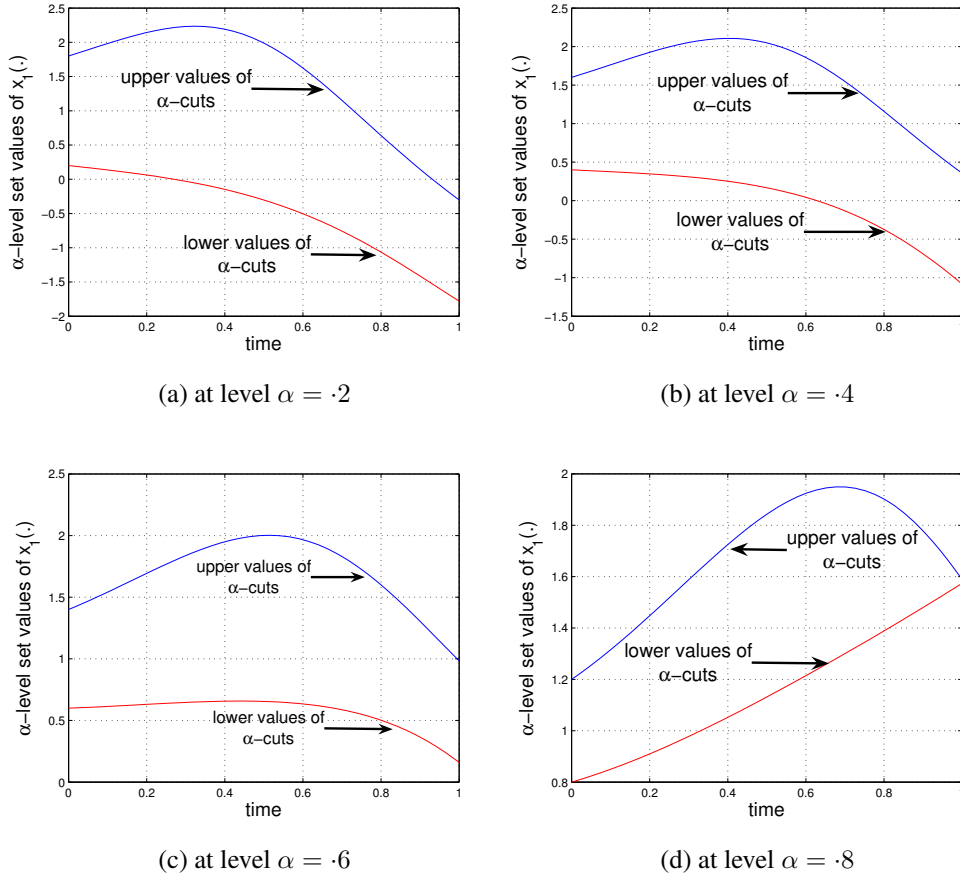 2.5
2
1.5
1
0.5
0
−0.5
−1
−1.5
−2
α−level set values of x1(.)
upper values of
α−cuts
lower values of
α−cuts
0 0.2 0.4 0.6 0.8 1
time
(a) at level α = ·2
2.5
2
1.5
1
0.5
0
−0.5
−1
−1.5
α−level set values of x1(.)
upper values of
α−cuts
lower values of
α−cuts
0 0.2 0.4 0.6 0.8 1
time
(b) at level α = ·4
2.5
2
1.5
1
0.5
0
α−level set values of x1(.)
upper values of
α−cuts
lower values of
α−cuts
0 0.2 0.4 0.6 0.8 1
time
(c) at level α = ·6
2
1.8
1.6
1.4
1.2
1
0.8
α−level set values of x1(.)
upper values of
α−cuts
lower values of
α−cuts
0 0.2 0.4 0.6 0.8 1
time
(d) at level α = ·8